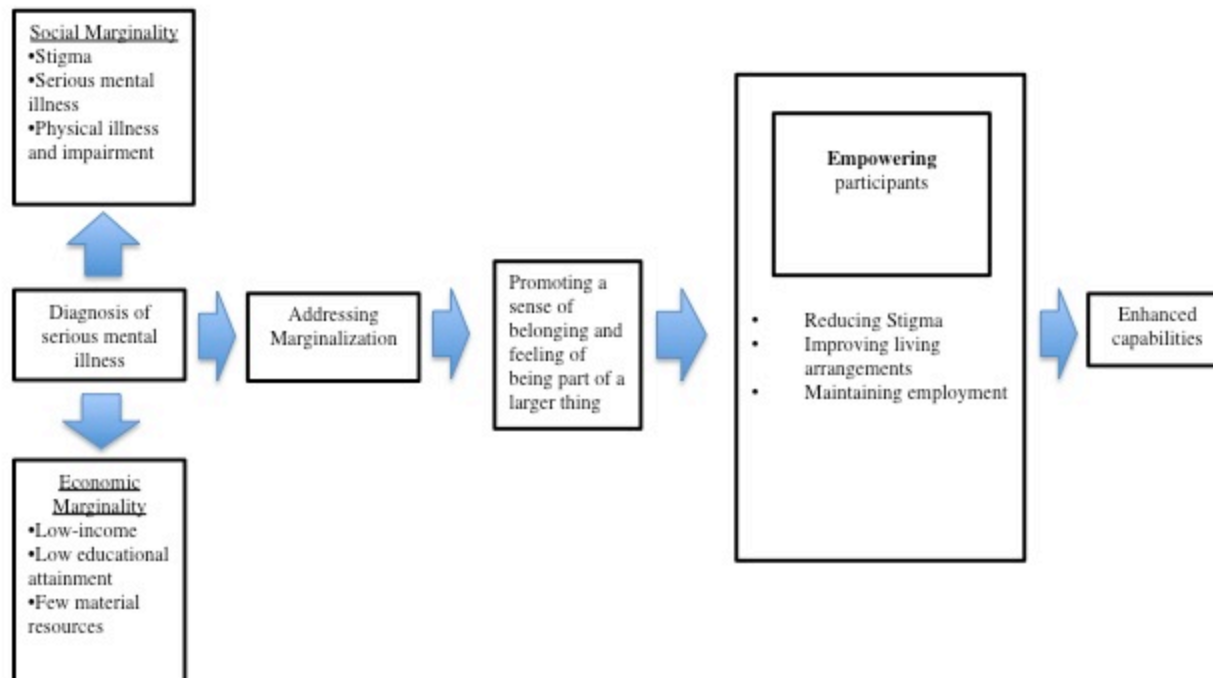 Social Marginality
•Stigma
•Serious mental
illness
•Physical illness
and impairment
Diagnosis of
serious mental
illness
Economic
Marginality
•Low-income
•Low educational
attainment
•Few material
resources
Addressing
Marginalization
Promoting a
sense of
belonging and
feeling of
being part of a
larger thing
Empowering
participants
• Reducing Stigma
• Improving living
arrangements
• Maintaining employment
Enhanced
capabilities